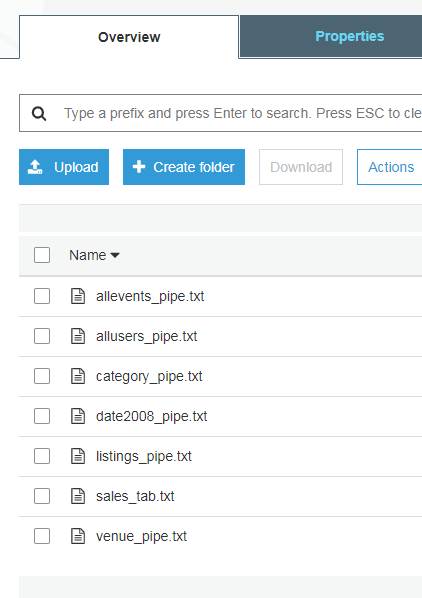 Overview Properties
Type a prefix and press Enter to search. Press ESC to cle
Upload Create folder Download Actions
Name
allevents_pipe.txt
allusers_pipe.txt
category_pipe.txt
date2008_pipe.txt
listings_pipe.txt
sales_tab.txt
venue_pipe.txt